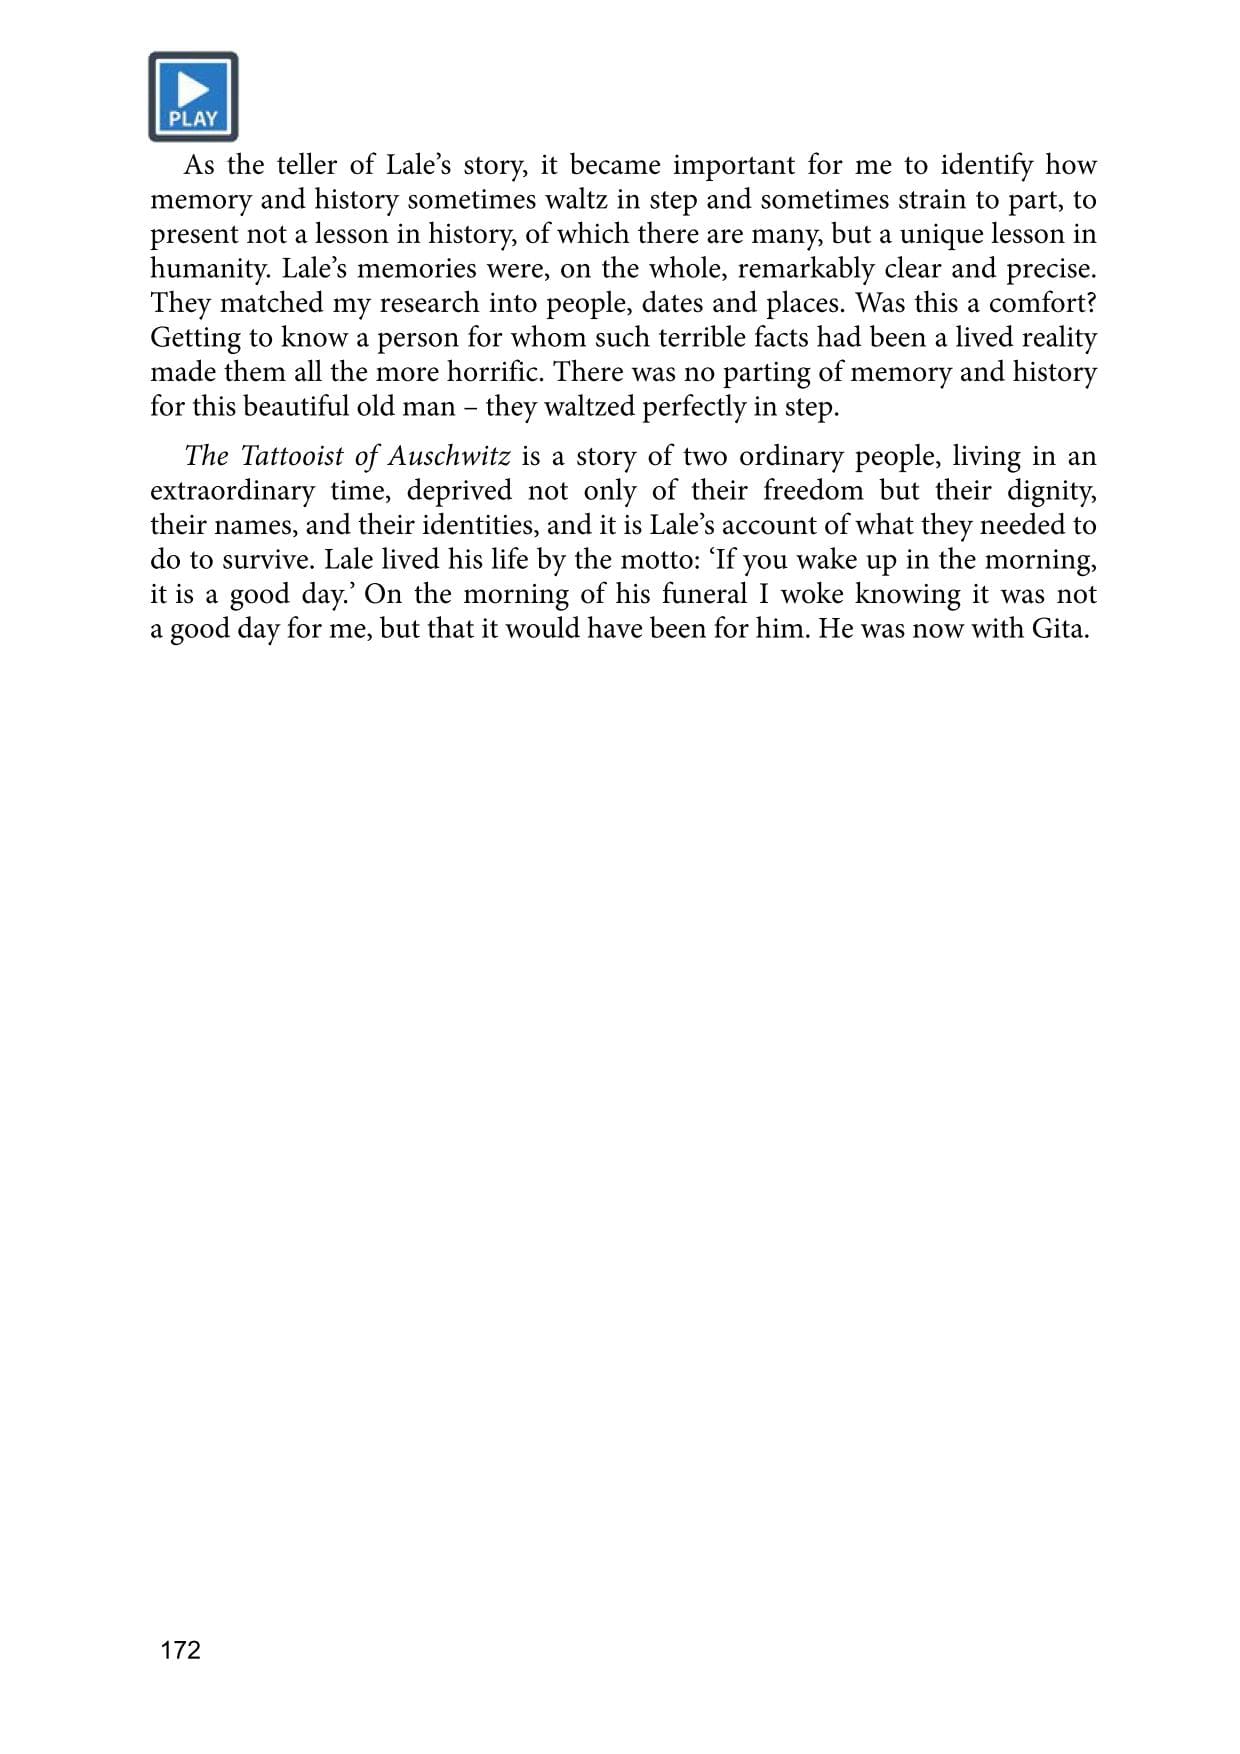 PLAY
As the teller of Lale’s story, it became important for me to identify how
memory and history sometimes waltz in step and sometimes strain to part, to
present not a lesson in history, of which there are many, but a unique lesson in
humanity. Lale’s memories were, on the whole, remarkably clear and precise.
They matched my research into people, dates and places. Was this a comfort?
Getting to know a person for whom such terrible facts had been a lived reality
made them all the more horrific. There was no parting of memory and history
for this beautiful old man – they waltzed perfectly in step.
The Tattooist of Auschwitz is a story of two ordinary people, living in an
extraordinary time, deprived not only of their freedom but their dignity,
their names, and their identities, and it is Lale’s account of what they needed to
do to survive. Lale lived his life by the motto: ‘If you wake up in the morning,
it is a good day.’ On the morning of his funeral I woke knowing it was not
a good day for me, but that it would have been for him. He was now with Gita.
172